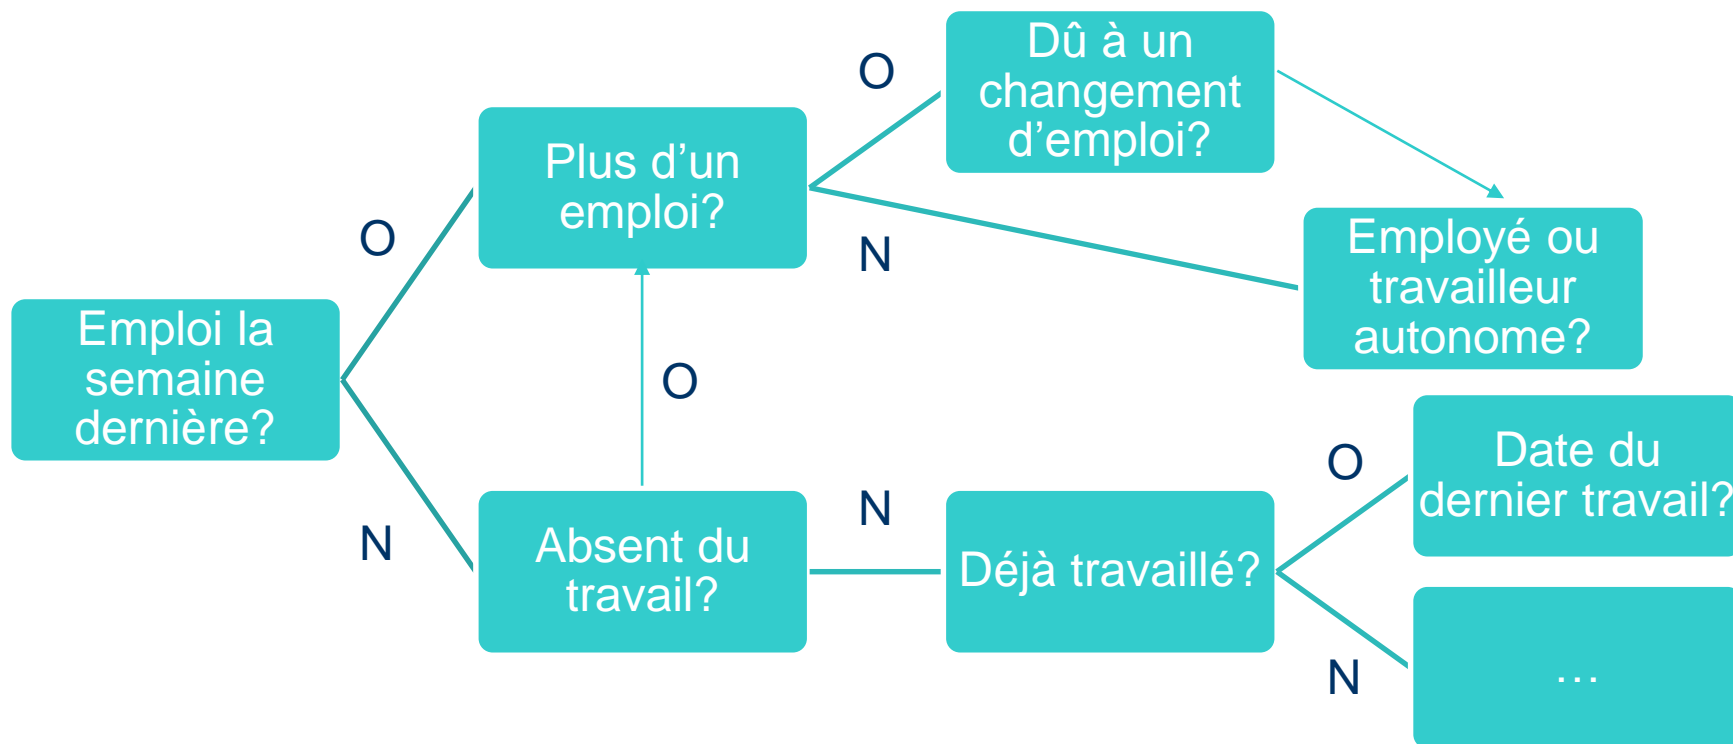 Emploi la
semaine
dernière?
O
N
Plus d’un
emploi?
O
Absent du
travail?
O
N
N
Dû à un
changement
d’emploi?
Employé ou
travailleur
autonome?
Déjà travaillé?
O
N
Date du
dernier travail?
…